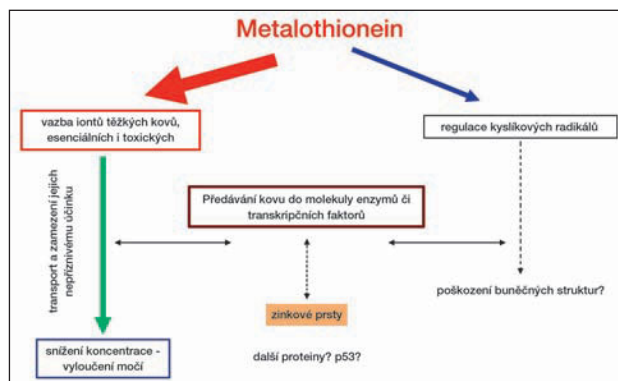 Metalothionein
vazba iontů těžkých kovů,
esenciálních i toxických
regulace kyslíkových radikálů
transport a zamezení jejich
nepříznivému účinku
Předávání kovu do molekuly enzymů či
transkripčních faktorů
poškození buněčných struktur?
zinkové prsty
snížení koncentrace -
vyloučení močí
další proteiny? p53?